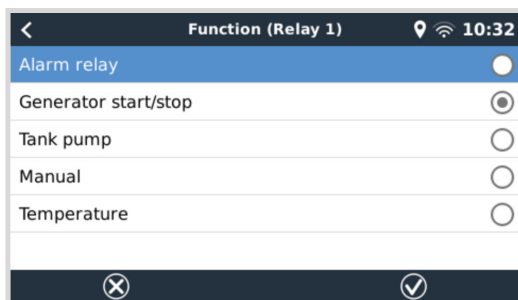 Function (Relay 1) 10:32
Alarm relay
Generator start/stop
Tank pump
Manual
Temperature